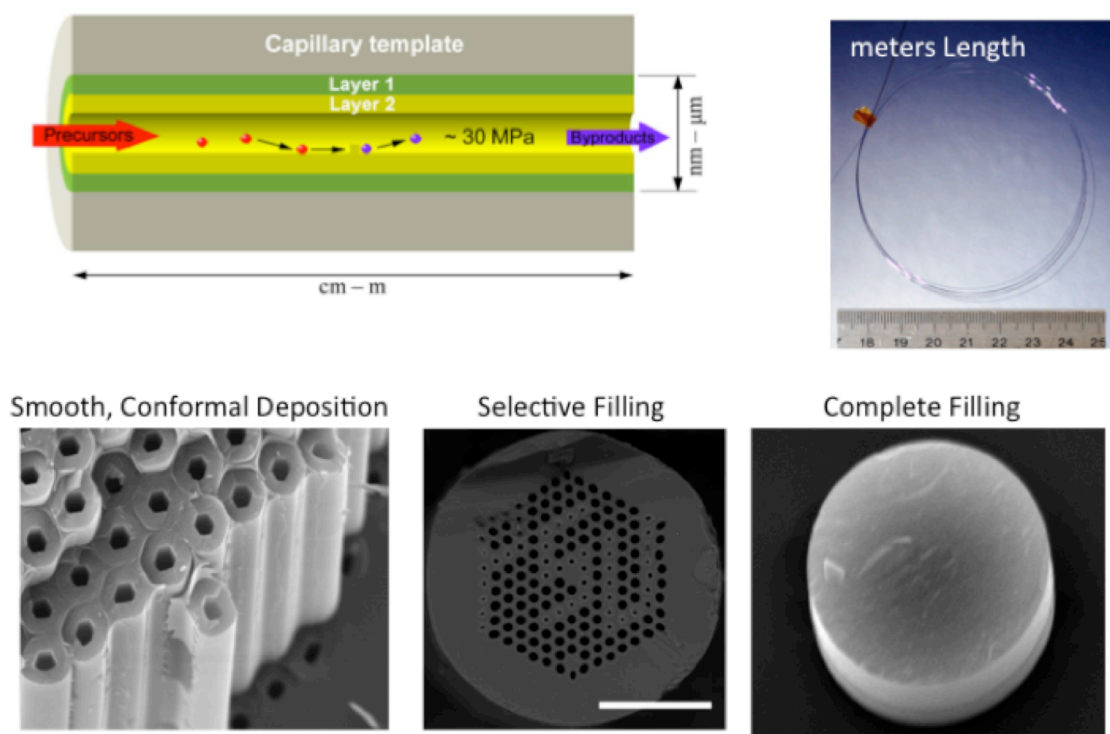 Capillary template
Layer 1
Layer 2
Precursors
~ 30 MPa
Byproducts
nm – μm
cm – m
meters Length
18 19 20 21 22 23 24 25
Smooth, Conformal Deposition
Selective Filling
Complete Filling